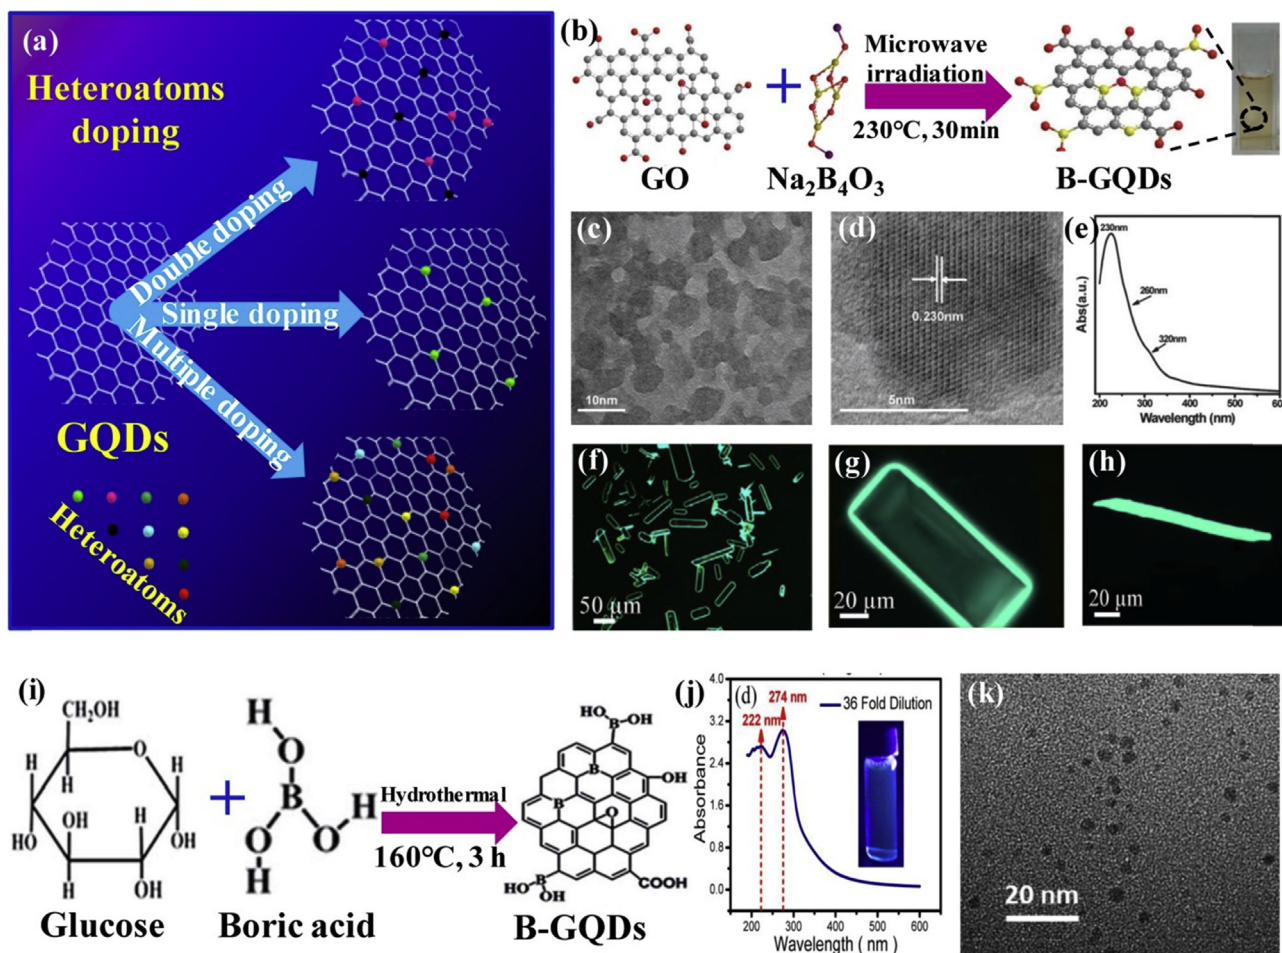 (a)
Heteroatoms
doping
Double doping
Single doping
Multiple doping
GQDs
Heteroatoms
(b)
GO
Na₂B₄O₃
Microwave
irradiation
230℃, 30min
B-GQDs
(c)
10nm
(d)
0.230nm
5nm
(e)
230nm
260nm
320nm
Abs(a.u.)
200 300 400 500 600
Wavelength (nm)
(f)
50 μm
(g)
20 μm
(h)
20 μm
(i)
CH₂OH
O
H
H
H
H
OH
H
HO
OH
H
OH
Glucose
H
O
B
O
H
O
H
Boric acid
Hydrothermal
160℃, 3 h
HO
OH
B
B
OH
B
O
HO
B
OH
COOH
B-GQDs
(j)
(d)
274 nm
222 nm
36 Fold Dilution
4.0
3.2
2.4
1.6
0.8
0.0
Absorbance
200 300 400 500 600
Wavelength ( nm )
(k)
20 nm